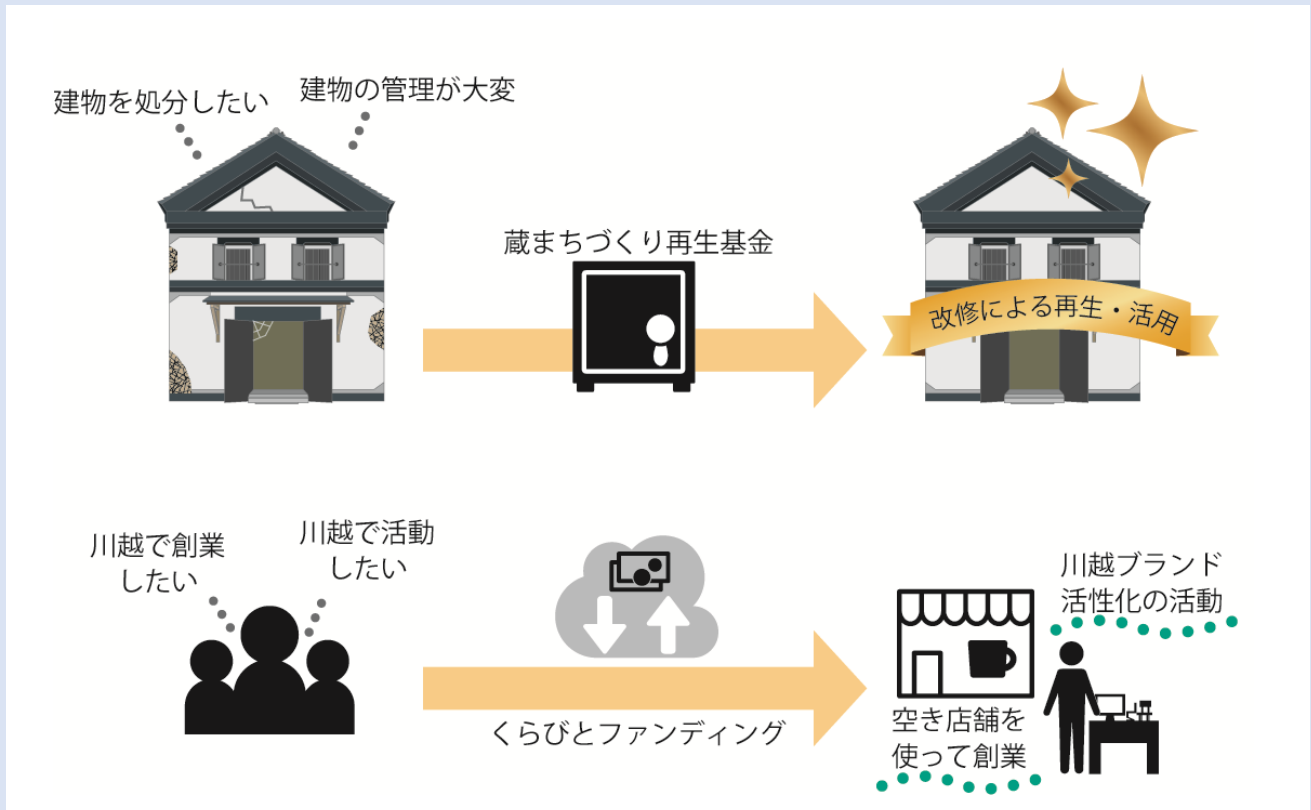 建物を処分したい
建物の管理が大変
蔵まちづくり再生基金
改修による再生・活用
川越で創業
したい
川越で活動
したい
くらびとファンディング
川越ブランド
活性化の活動
空き店舗を
使って創業